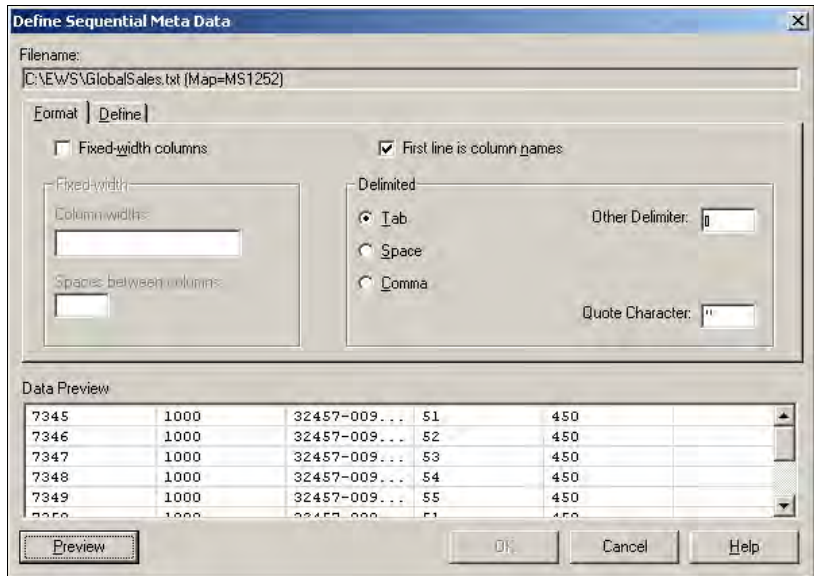 Define Sequential Meta Data
Filename:
C:\EWS\GlobalSales.txt (Map=MS1252)
Format Define
Fixed-width columns
First line is column names
Fixed-width
Column widths:
Spaces between columns:
Delimited
Tab
Space
Comma
Other Delimiter:
Quote Character: "
Data Preview
7345 1000 32457-009... 51 450
7346 1000 32457-009... 52 450
7347 1000 32457-009... 53 450
7348 1000 32457-009... 54 450
7349 1000 32457-009... 55 450
Preview OK Cancel Help